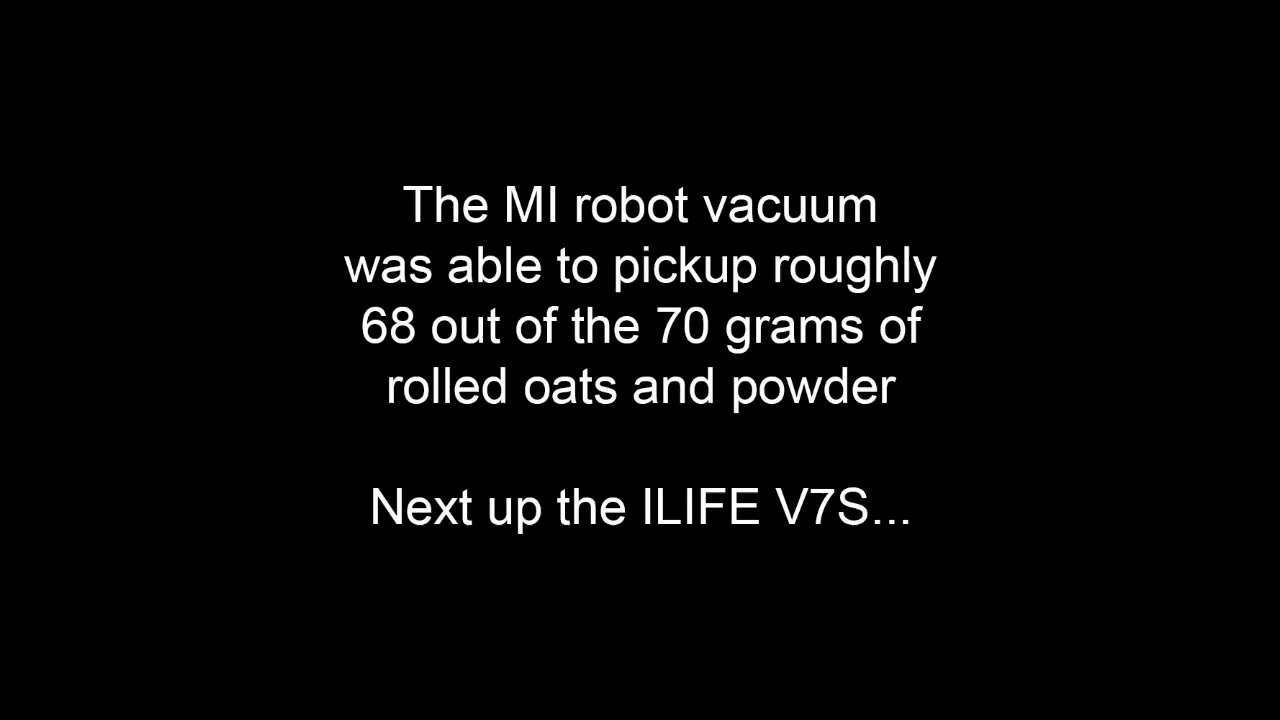 The MI robot vacuum
was able to pickup roughly
68 out of the 70 grams of
rolled oats and powder
Next up the ILIFE V7S...